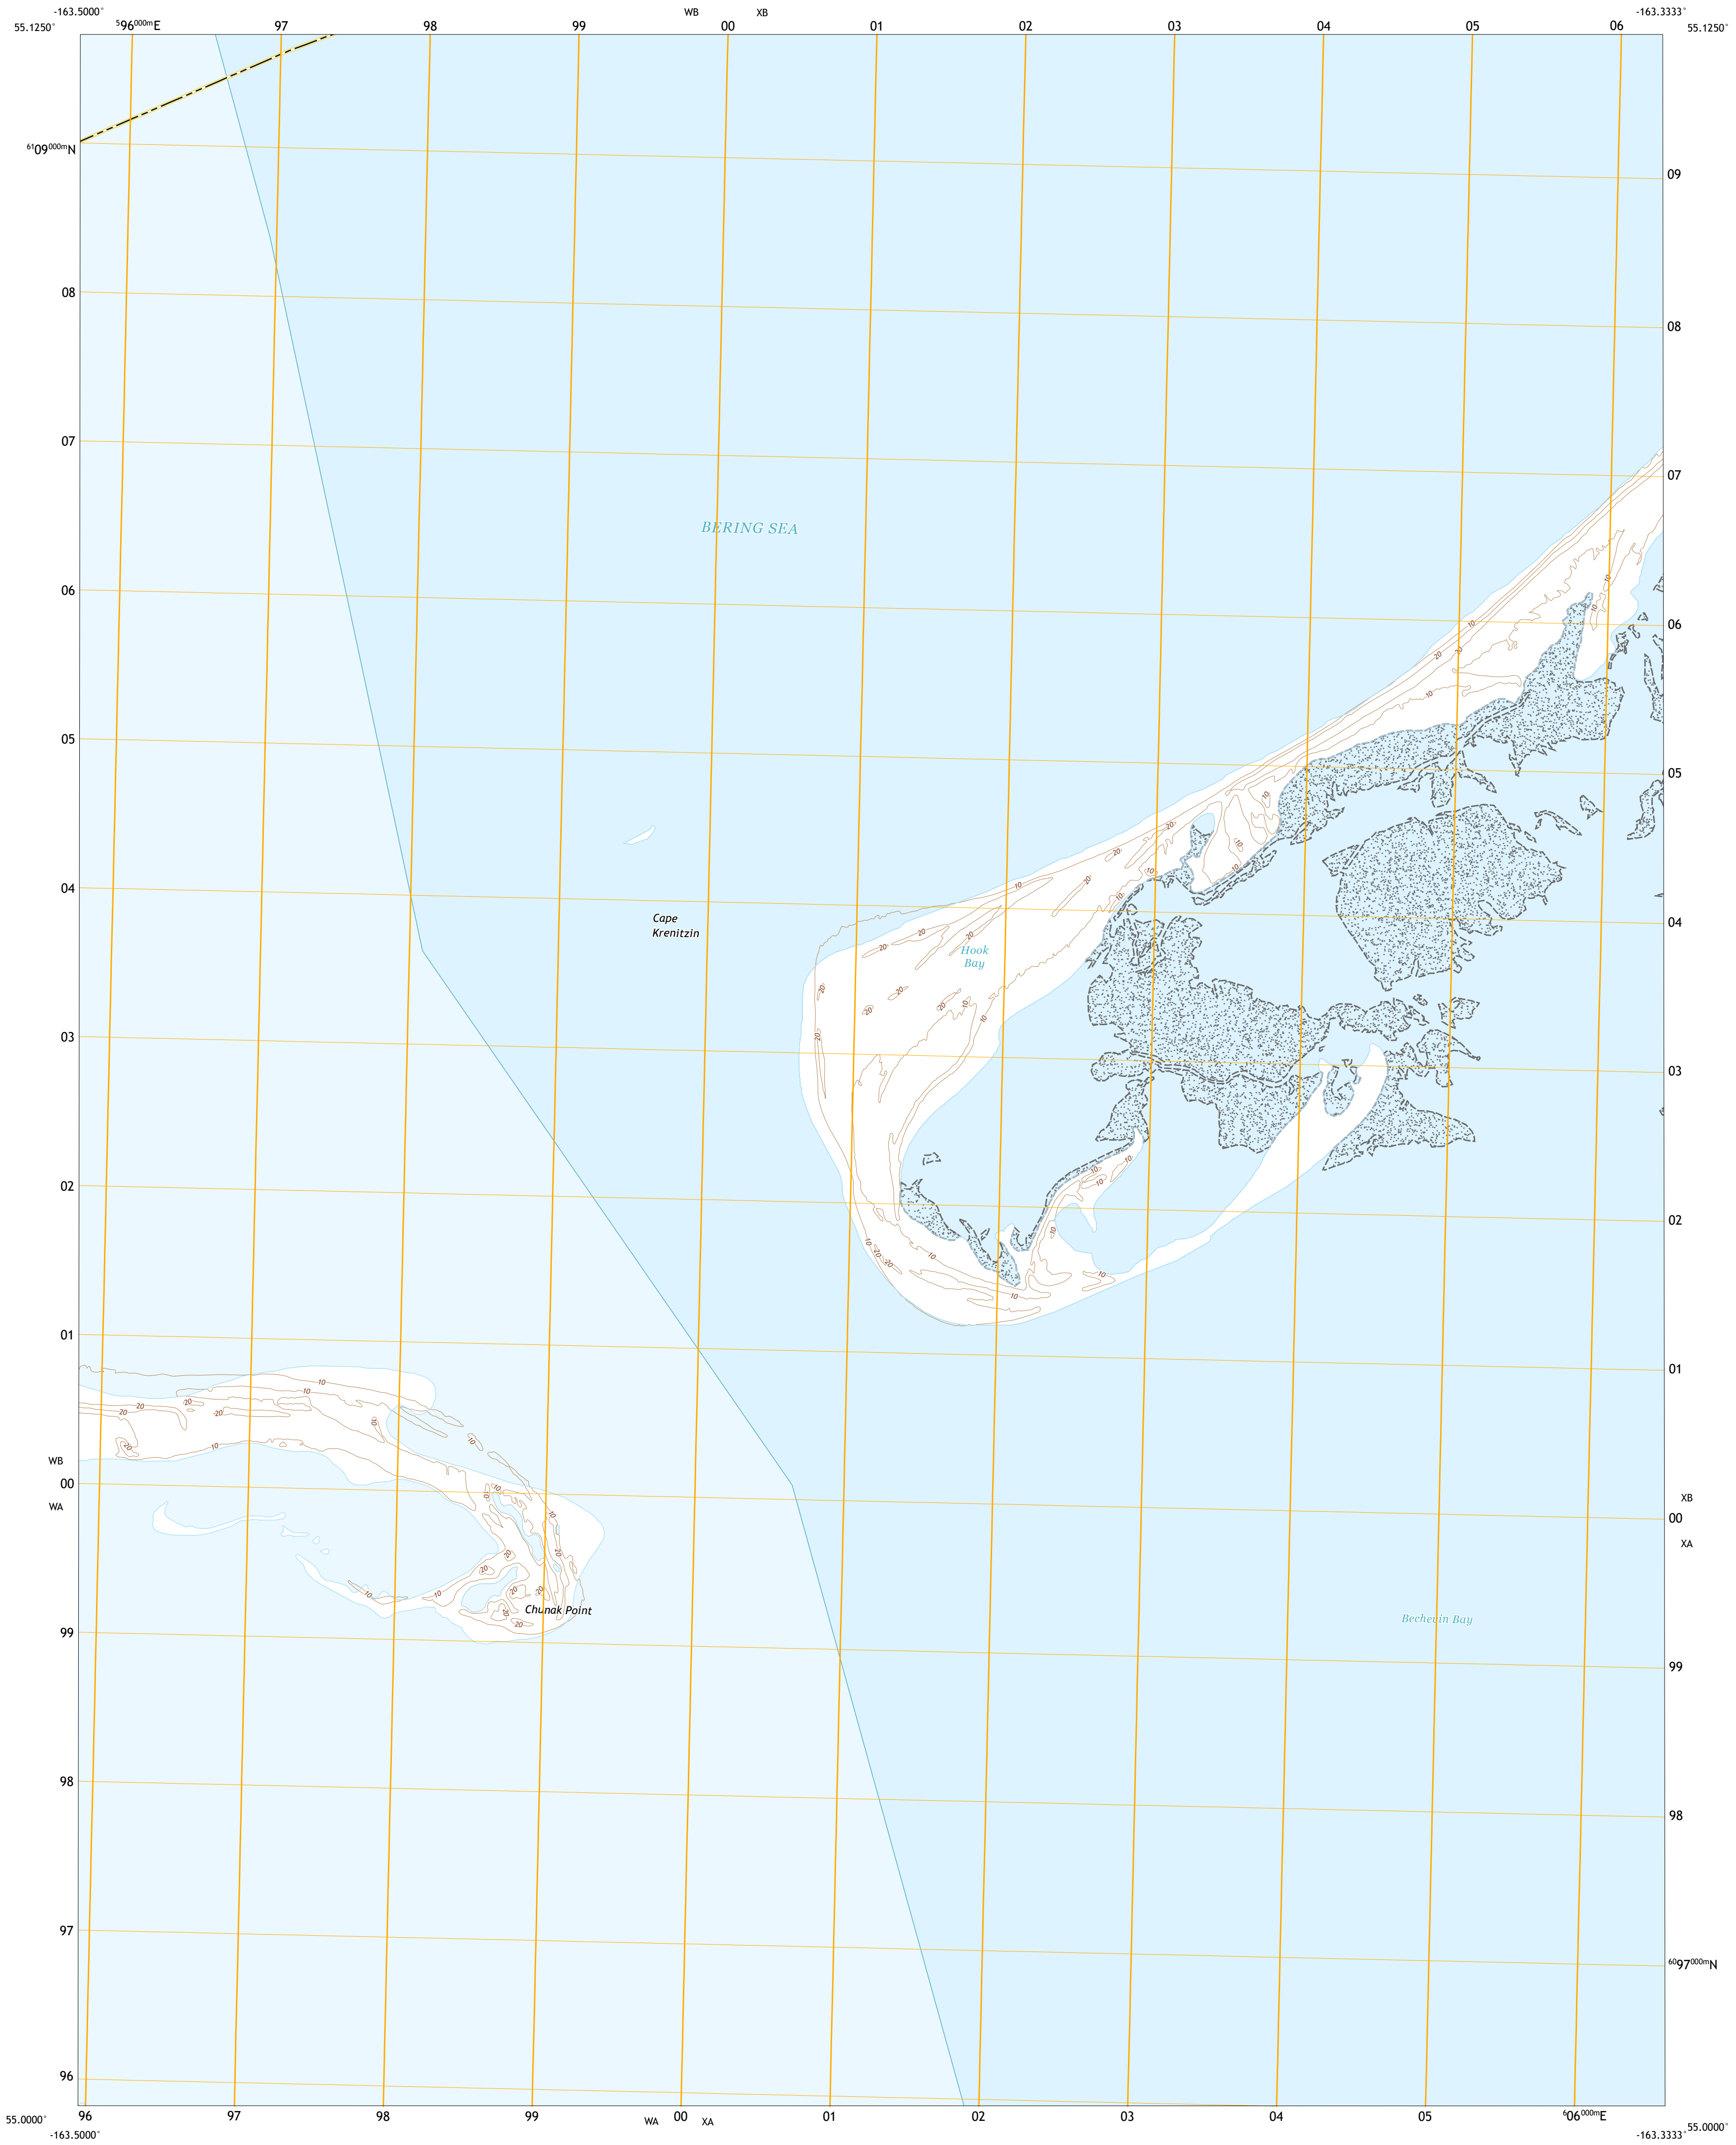 -163.5000° WB XB -163.3333°
55.1250° 596000mE 97 98 99 00 01 02 03 04 05 06 55.1250°
6109000mN
09
08
08
07
07
BERING SEA
06
06
05
05
04
04
Cape
Krenitzin
Hook
Bay
03
03
02
02
01
01
WB
00
WA
XB
00
XA
Chunak Point
Bechevin Bay
99
99
98
98
97
6097000mN
96
55.0000° 96 97 98 99 WA 00 XA 01 02 03 04 05 606000mE 55.0000°
-163.5000° -163.3333°